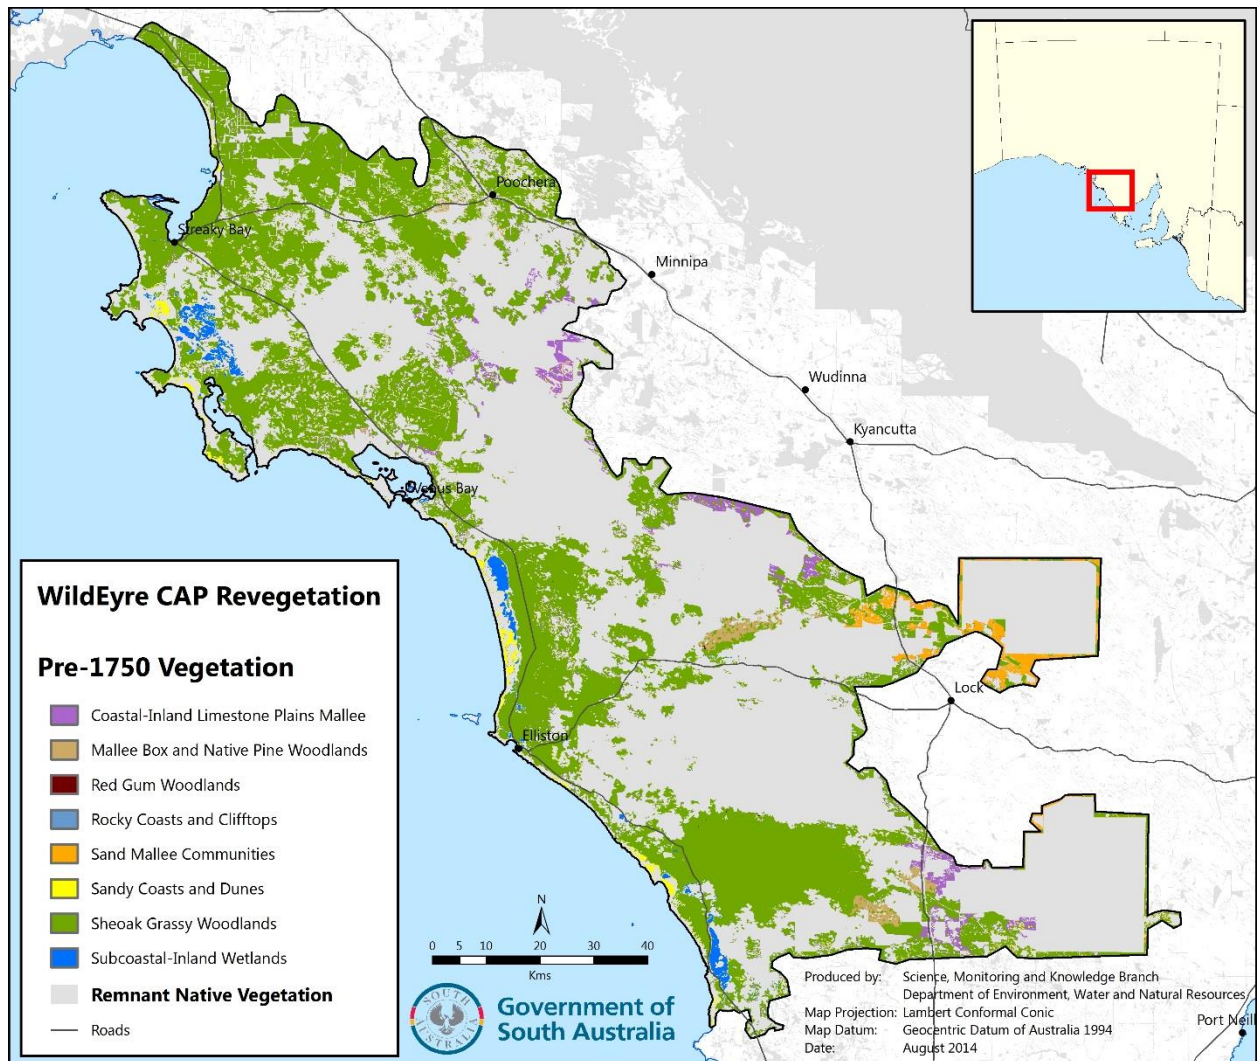 Poochera
Streaky Bay
Minnipa
Wudinna
Kyancutta
Venus Bay
Lock
Elliston
Port Neill
WildEyre CAP Revegetation
Pre-1750 Vegetation
Coastal-Inland Limestone Plains Mallee
Mallee Box and Native Pine Woodlands
Red Gum Woodlands
Rocky Coasts and Clifftops
Sand Mallee Communities
Sandy Coasts and Dunes
Sheoak Grassy Woodlands
Subcoastal-Inland Wetlands
Remnant Native Vegetation
Roads
N
0 5 10 20 30 40
Kms
SOUTH AUSTRALIA
Government of
South Australia
Produced by: Science, Monitoring and Knowledge Branch
Department of Environment, Water and Natural Resources
Map Projection: Lambert Conformal Conic
Map Datum: Geocentric Datum of Australia 1994
Date: August 2014